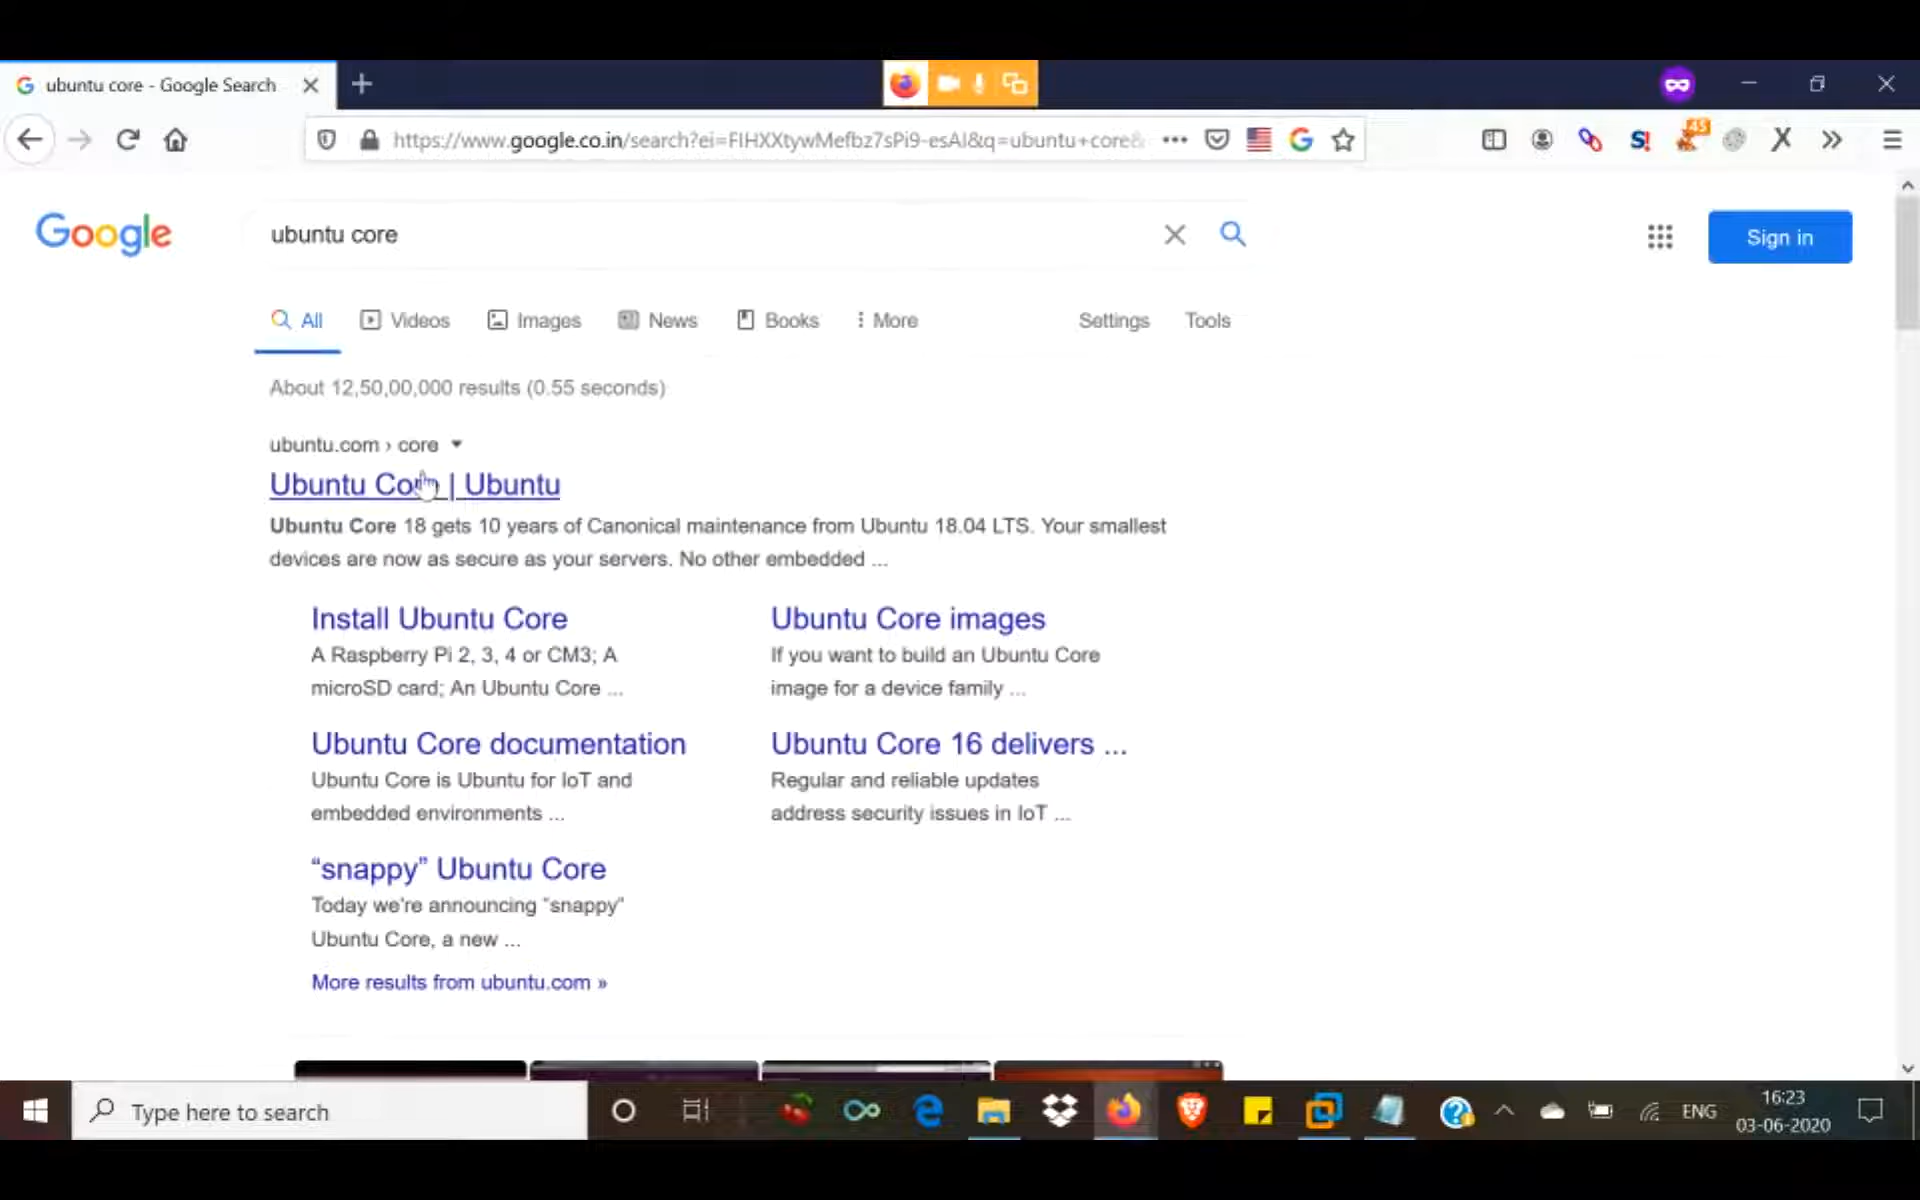 ubuntu core - Google Search
https://www.google.co.in/search?ei=FIHXXtywMefbz7sPi9-esAI&q=ubuntu+core&
45
Google
ubuntu core
Sign in
All
Videos
Images
News
Books
More
Settings
Tools
About 12,50,00,000 results (0.55 seconds)
ubuntu.com › core
Ubuntu Core | Ubuntu
Ubuntu Core 18 gets 10 years of Canonical maintenance from Ubuntu 18.04 LTS. Your smallest
devices are now as secure as your servers. No other embedded ...
Install Ubuntu Core
A Raspberry Pi 2, 3, 4 or CM3; A
microSD card; An Ubuntu Core ...
Ubuntu Core images
If you want to build an Ubuntu Core
image for a device family ...
Ubuntu Core documentation
Ubuntu Core is Ubuntu for IoT and
embedded environments ...
Ubuntu Core 16 delivers ...
Regular and reliable updates
address security issues in IoT ...
“snappy” Ubuntu Core
Today we're announcing “snappy”
Ubuntu Core, a new ...
More results from ubuntu.com »
Type here to search
ENG
16:23
03-06-2020